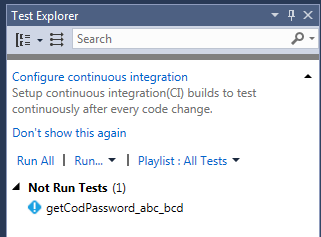 Test Explorer
Search
Configure continuous integration
Setup continuous integration(CI) builds to test
continuously after every code change.
Don't show this again
Run All | Run... | Playlist : All Tests
Not Run Tests (1)
getCodPassword_abc_bcd